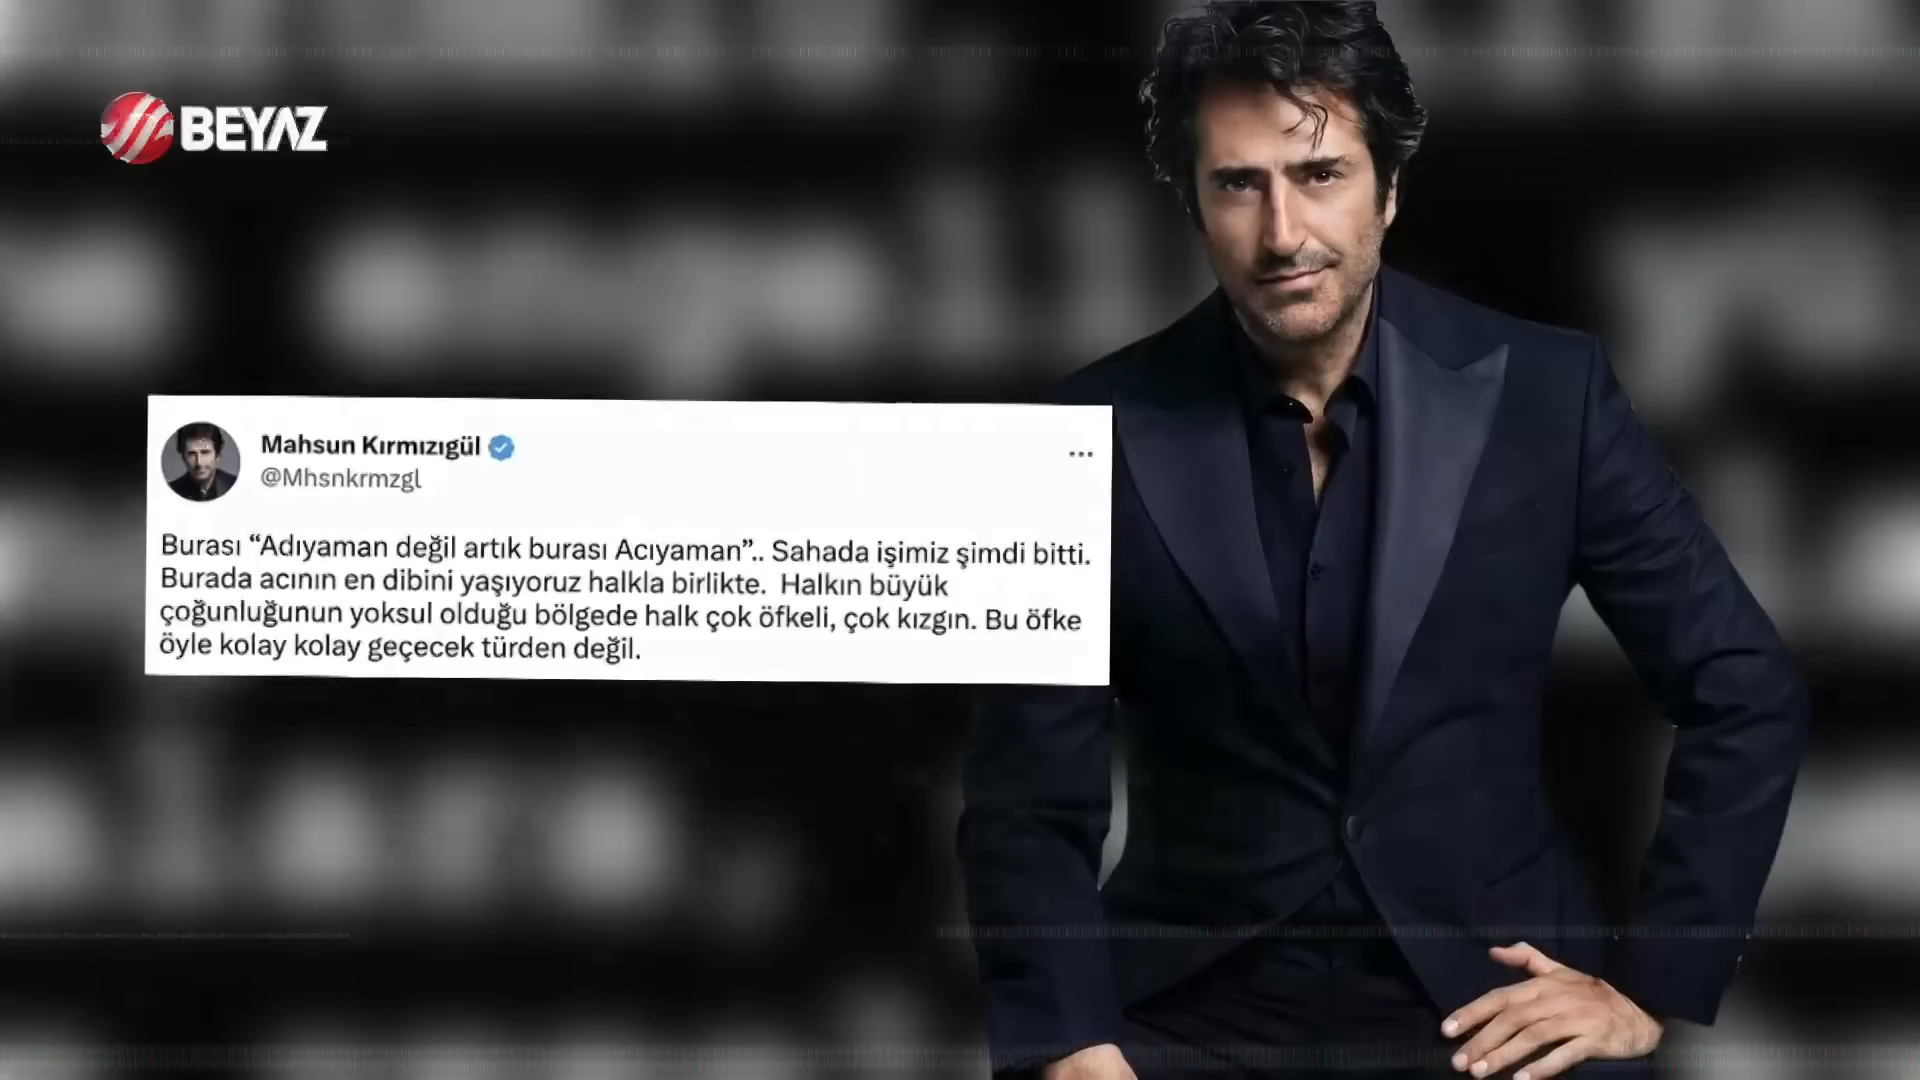 BEYAZ
Mahsun Kırmızıgül
@Mhsnkrmzgl
Burası “Adıyaman değil artık burası Acıyaman”.. Sahada işimiz şimdi bitti.
Burada acının en dibini yaşıyoruz halkla birlikte.  Halkın büyük
çoğunluğunun yoksul olduğu bölgede halk çok öfkeli, çok kızgın. Bu öfke
öyle kolay kolay geçecek türden değil.